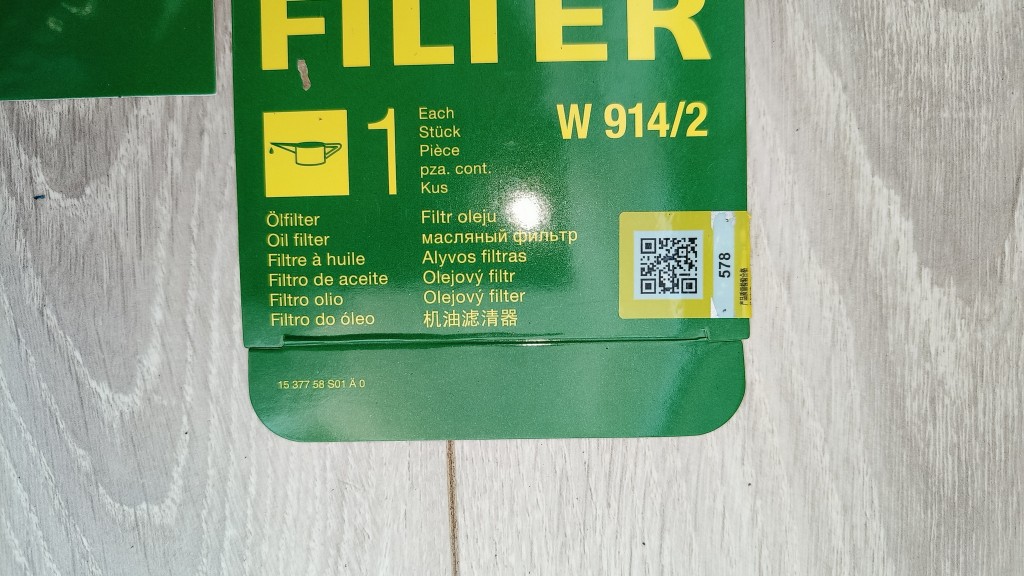 FILTER
1
Each
Stück
Pièce
pza. cont.
Kus
W 914/2
Ölfilter
Oil filter
Filtre à huile
Filtro de aceite
Filtro olio
Filtro do óleo
Filtr oleju
масляный фильтр
Alyvos filtras
Olejový filtr
Olejový filter
机油滤清器
578
15 377 58 S01 Ä 0